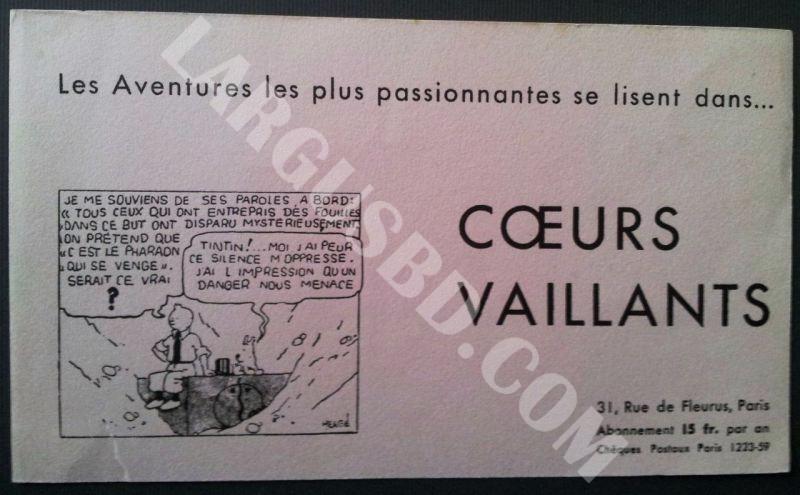 Les Aventures les plus passionnantes se lisent dans...
JE ME SOUVIENS DE SES PAROLES, A BORD:
« TOUS CEUX QUI ONT ENTREPRIS DES FOUILLES
DANS CE BUT ONT DISPARU MYSTÉRIEUSEMENT.
ON PRÉTEND QUE
« C'EST LE PHARAON
« QUI SE VENGE ».
SERAIT CE VRAI
?
TINTIN!... MOI J'AI PEUR
CE SILENCE M'OPPRESSE.
J'AI L'IMPRESSION QU'UN
DANGER NOUS MENACE
HERGÉ
CŒURS
VAILLANTS
31, Rue de Fleurus, Paris
Abonnement 15 fr. par an
Chèques Postaux Paris 1223-59
LARGUSBD.COM